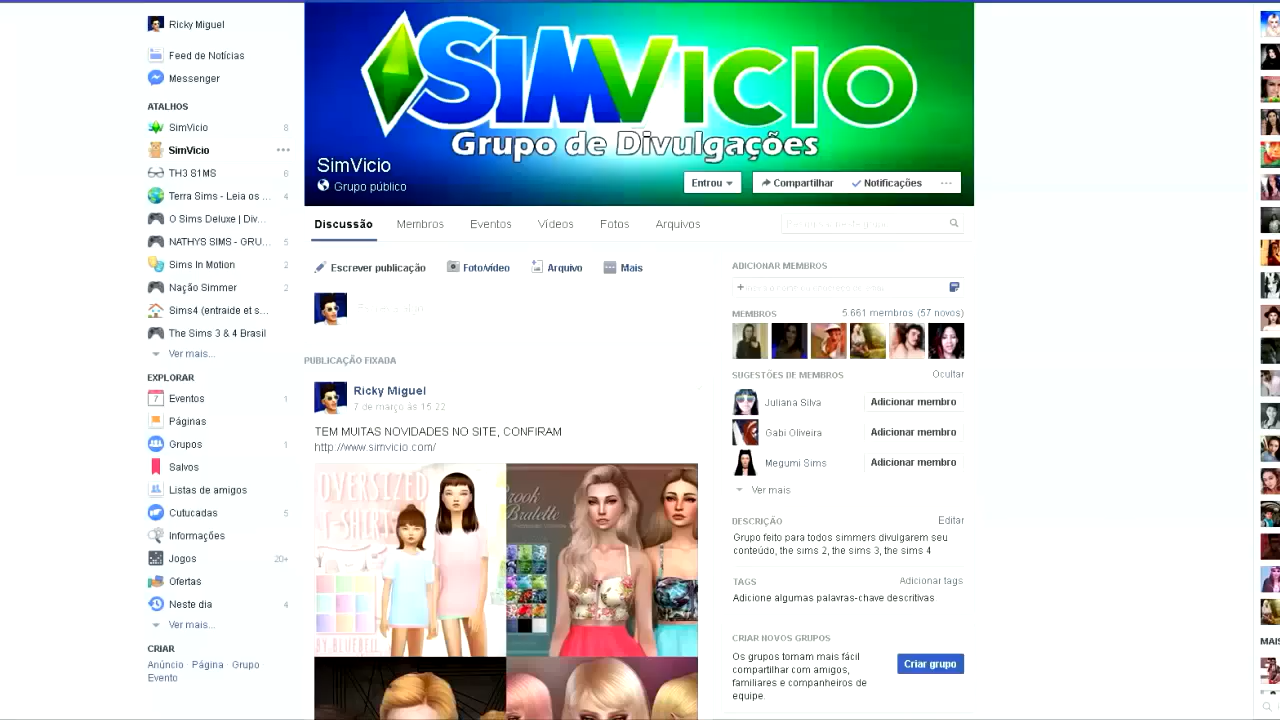 Ricky Miguel
Feed de Notícias
Messenger
ATALHOS
SimVicio 8
SimVicio
TH3 S1MS 6
Terra Sims - Leia os ... 4
O Sims Deluxe | Div...
NATHYS SIMS - GRU... 5
Sims In Motion 2
Nação Simmer 2
Sims4 (entraide et s...
The Sims 3 & 4 Brasil
Ver mais...
EXPLORAR
Eventos 1
Páginas
Grupos 1
Salvos
Listas de amigos
Cutucadas 5
Informações
Jogos 20+
Ofertas
Neste dia 4
Ver mais...
CRIAR
Anúncio · Página · Grupo
Evento
SIMVICIO
Grupo de Divulgações
SimVicio
Grupo público
Entrou
Compartilhar
Notificações
Discussão Membros Eventos Vídeos Fotos Arquivos
Escrever publicação Foto/vídeo Arquivo Mais
PUBLICAÇÃO FIXADA
Ricky Miguel
7 de março às 15:22
TEM MUITAS NOVIDADES NO SITE, CONFIRAM
http://www.simvicio.com/
OVERSIZED
T-SHIRTS
BY BLUEBELL
Brook
Bralette
ADICIONAR MEMBROS
MEMBROS 5.661 membros (57 novos)
SUGESTÕES DE MEMBROS Ocultar
Juliana Silva Adicionar membro
Gabi Oliveira Adicionar membro
Megumi Sims Adicionar membro
Ver mais
DESCRIÇÃO Editar
Grupo feito para todos simmers divulgarem seu
conteúdo, the sims 2, the sims 3, the sims 4
TAGS Adicionar tags
Adicione algumas palavras-chave descritivas
CRIAR NOVOS GRUPOS
Os grupos tornam mais fácil
compartilhar com amigos,
familiares e companheiros de
equipe.
Criar grupo
MAIS